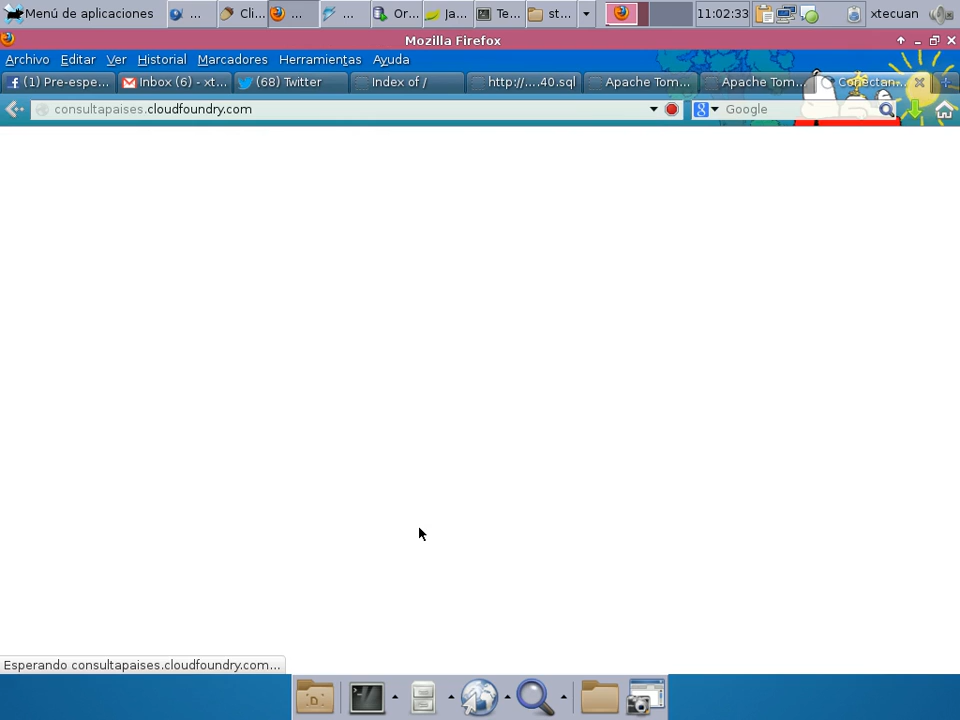 Menú de aplicaciones ... Cli... ... ... Or... Ja... Te... st... 11:02:33 xtecuan
Mozilla Firefox
Archivo Editar Ver Historial Marcadores Herramientas Ayuda
(1) Pre-espe... Inbox (6) - xt... (68) Twitter Index of / http://....40.sql Apache Tom... Apache Tom... Conectan...
consultapaises.cloudfoundry.com Google
Esperando consultapaises.cloudfoundry.com...